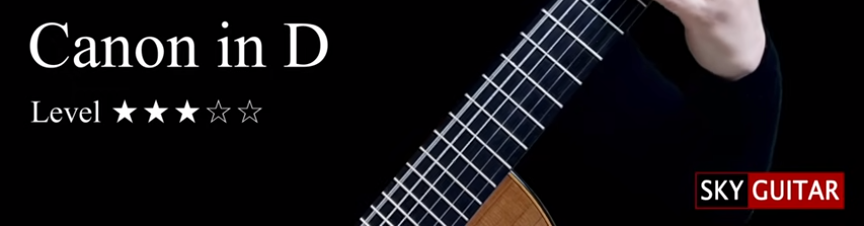 Canon in D
Level ★★★☆☆
SKY GUITAR